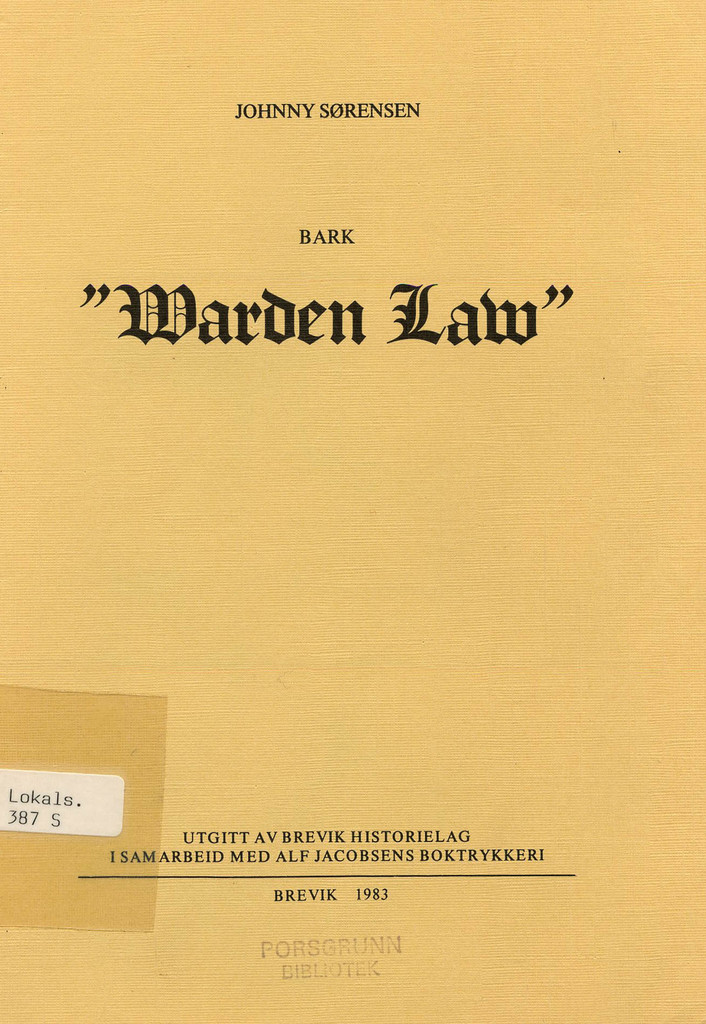 JOHNNY SØRENSEN
BARK
”Warden Law”
Lokals.
387 S
UTGITT AV BREVIK HISTORIELAG
I SAMARBEID MED ALF JACOBSENS BOKTRYKKERI
BREVIK 1983
PORSGRUNN
BIBLIOTEK